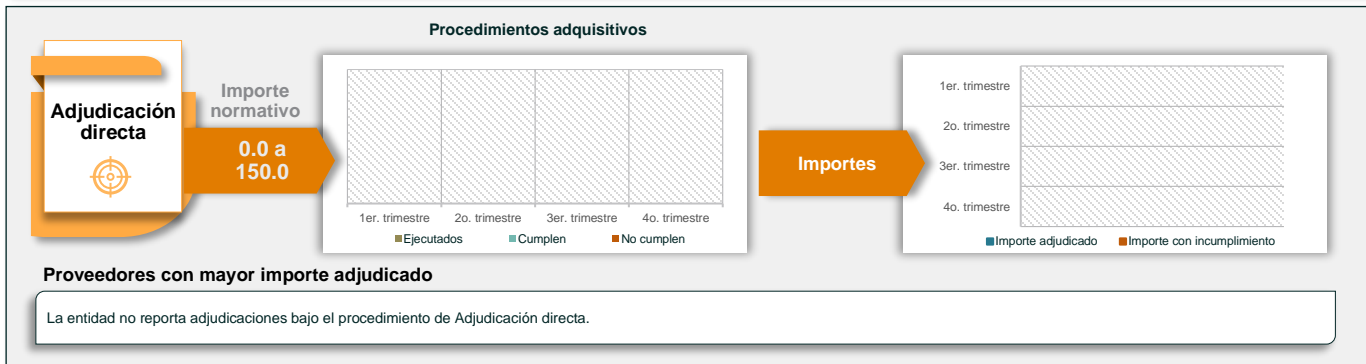 Procedimientos adquisitivos
Adjudicación
directa
Importe
normativo
0.0 a
150.0
1er. trimestre 2o. trimestre 3er. trimestre 4o. trimestre
Ejecutados Cumplen No cumplen
Importes
1er. trimestre
2o. trimestre
3er. trimestre
4o. trimestre
Importe adjudicado Importe con incumplimiento
Proveedores con mayor importe adjudicado
La entidad no reporta adjudicaciones bajo el procedimiento de Adjudicación directa.